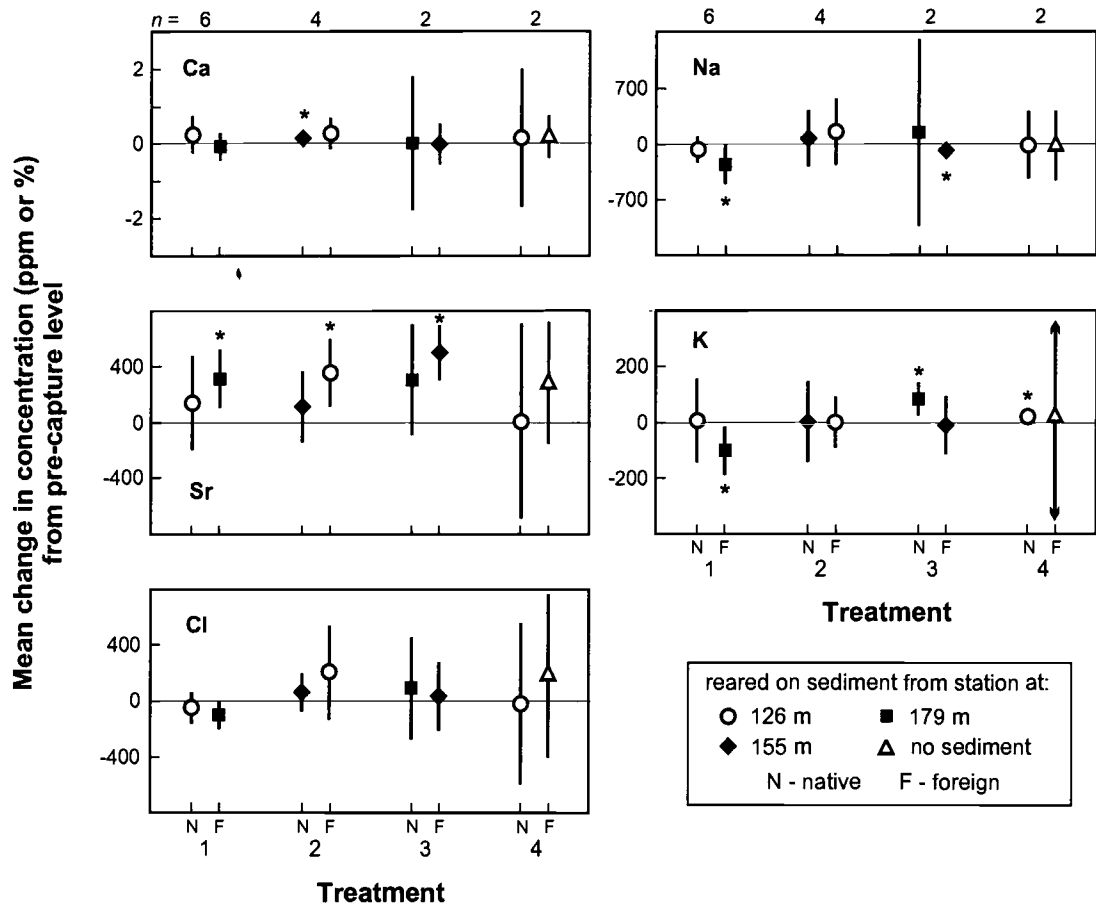 n = 6 4 2 2
6 4 2 2
Mean change in concentration (ppm or %)
from pre-capture level
Ca
2
0
-2
*
Na
700
0
-700
* *
Sr
400
0
-400
* * *
K
200
0
-200
* * *
N F N F N F N F
1 2 3 4
Treatment
Cl
400
0
-400
N F N F N F N F
1 2 3 4
Treatment
reared on sediment from station at:
126 m 179 m
155 m no sediment
N - native F - foreign